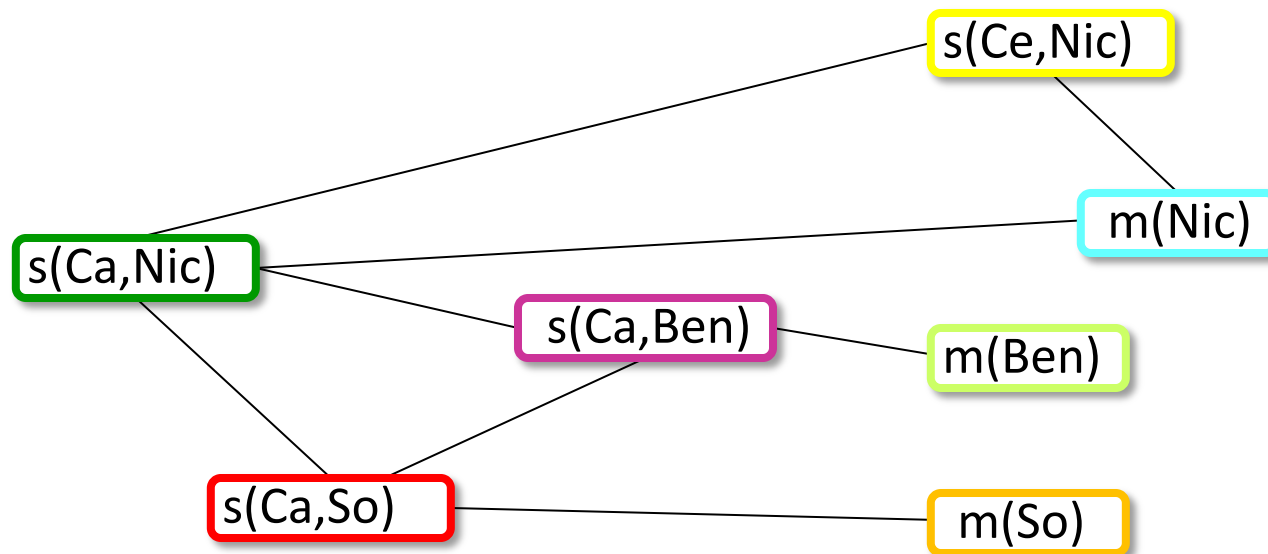 s(Ce,Nic)
m(Nic)
s(Ca,Nic)
s(Ca,Ben)
m(Ben)
s(Ca,So)
m(So)